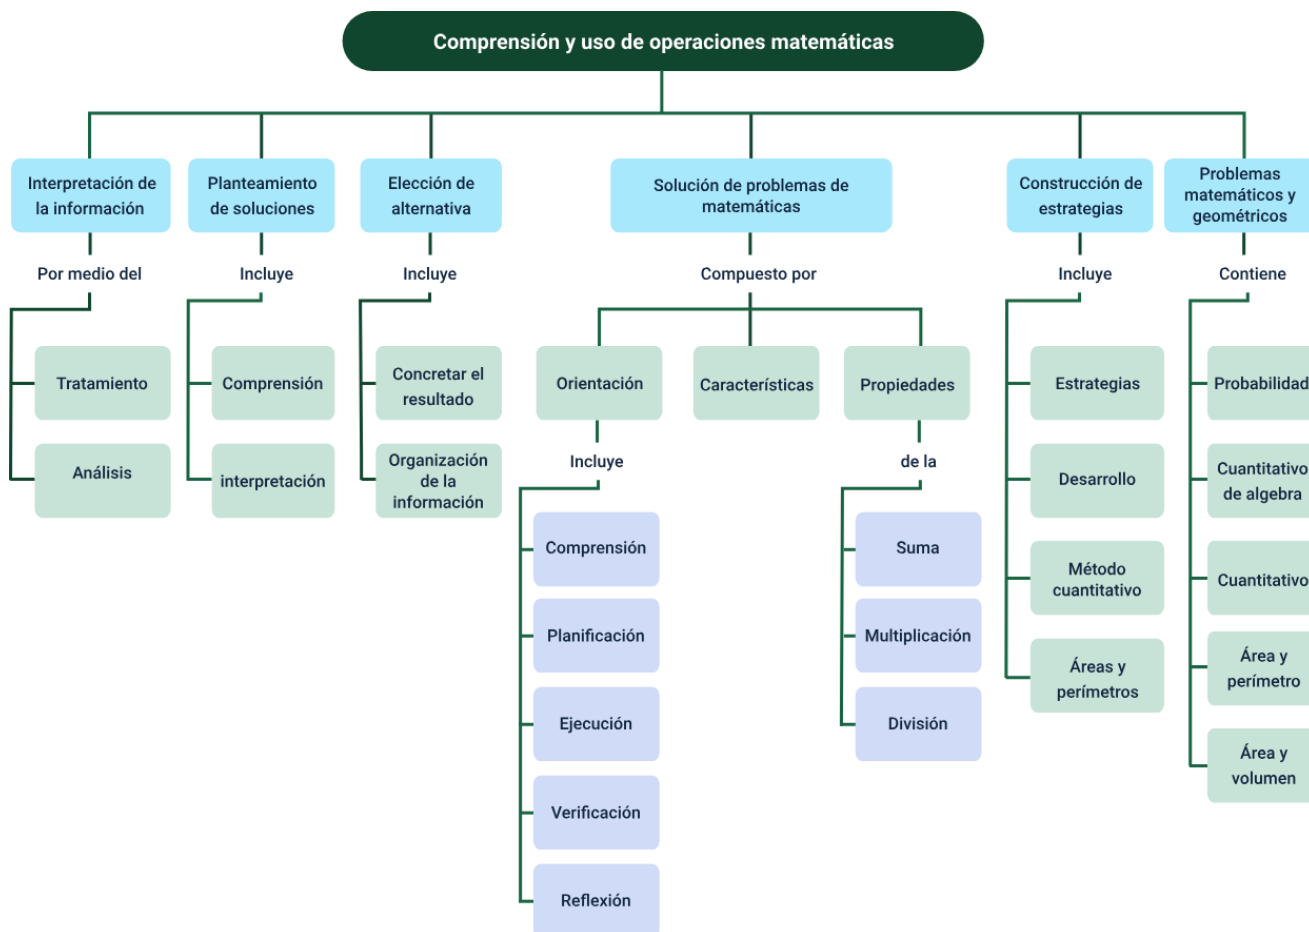 Comprensión y uso de operaciones matemáticas
Interpretación de
la información
Planteamiento
de soluciones
Elección de
alternativa
Solución de problemas de
matemáticas
Construcción de
estrategias
Problemas
matemáticos y
geométricos
Por medio del
Incluye
Incluye
Compuesto por
Incluye
Contiene
Tratamiento
Análisis
Comprensión
interpretación
Concretar el
resultado
Organización
de la
información
Orientación
Característícas
Propiedades
Incluye
de la
Comprensión
Planificación
Ejecución
Verificación
Reflexión
Suma
Multiplicación
División
Estrategias
Desarrollo
Método
cuantitativo
Áreas y
perímetros
Probabilidad
Cuantitativo
de algebra
Cuantitativo
Área y
perímetro
Área y
volumen